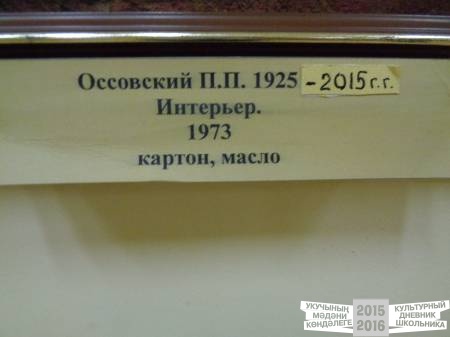 Оссовский П.П. 1925 -2015 г.г.
Интерьер.
1973
картон, масло
УКУЧЫНЫҢ
МӘДӘНИ
КӨНДӘЛЕГЕ
2015
2016
КУЛЬТУРНЫЙ
ДНЕВНИК
ШКОЛЬНИКА